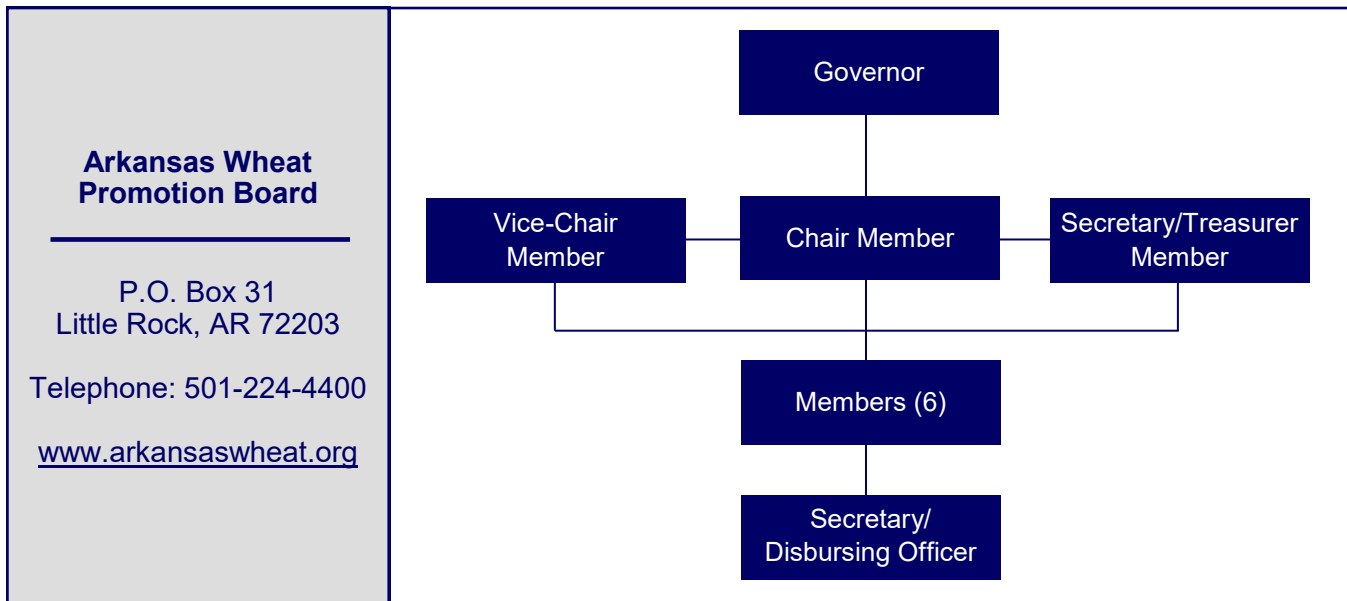 Arkansas Wheat
Promotion Board
P.O. Box 31
Little Rock, AR 72203
Telephone: 501-224-4400
www.arkansaswheat.org
Governor
Vice-Chair
Member
Chair Member
Secretary/Treasurer
Member
Members (6)
Secretary/
Disbursing Officer